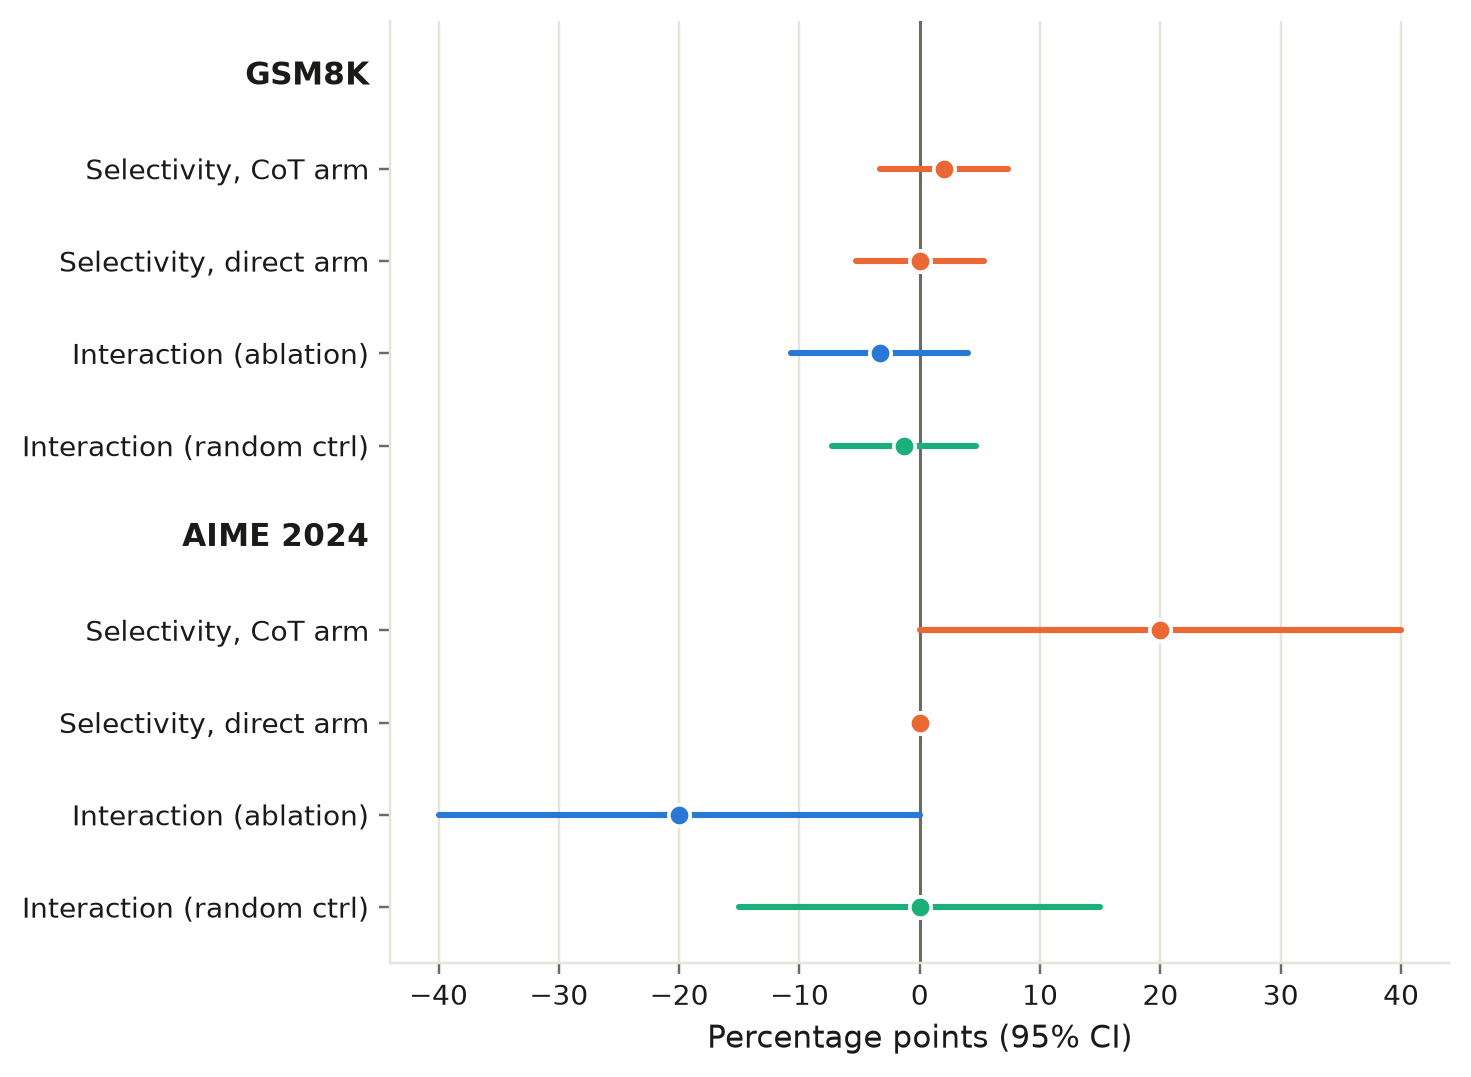 GSM8K
Selectivity, CoT arm
Selectivity, direct arm
Interaction (ablation)
Interaction (random ctrl)
AIME 2024
Selectivity, CoT arm
Selectivity, direct arm
Interaction (ablation)
Interaction (random ctrl)
−40 −30 −20 −10 0 10 20 30 40
Percentage points (95% CI)